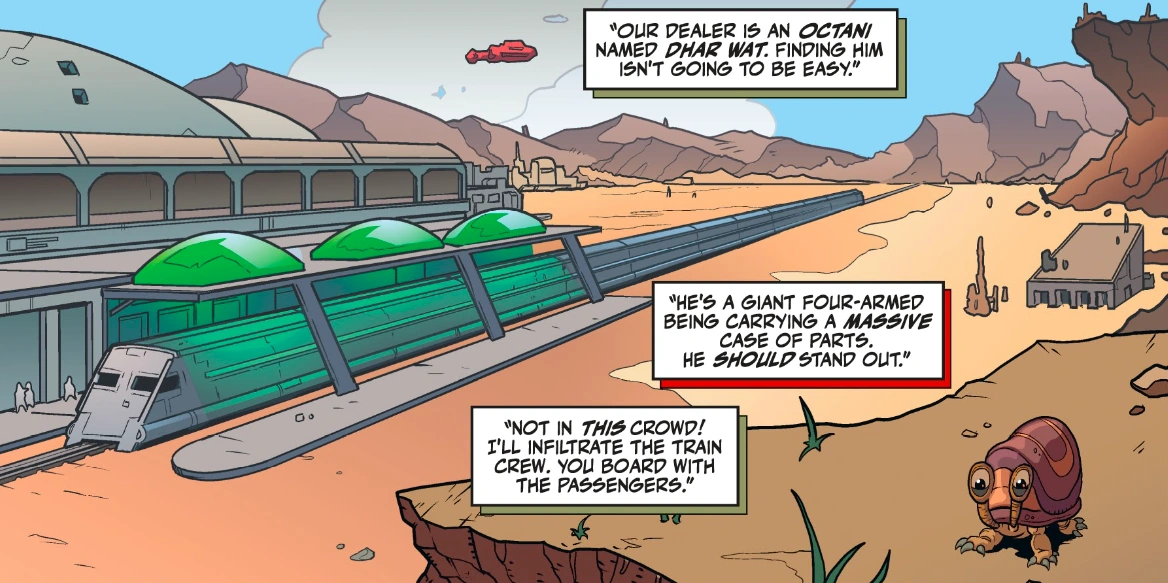 "OUR DEALER IS AN OCTANI
NAMED DHAR WAT. FINDING HIM
ISN'T GOING TO BE EASY."
"HE'S A GIANT FOUR-ARMED
BEING CARRYING A MASSIVE
CASE OF PARTS.
HE SHOULD STAND OUT."
"NOT IN THIS CROWD!
I'LL INFILTRATE THE TRAIN
CREW. YOU BOARD WITH
THE PASSENGERS."